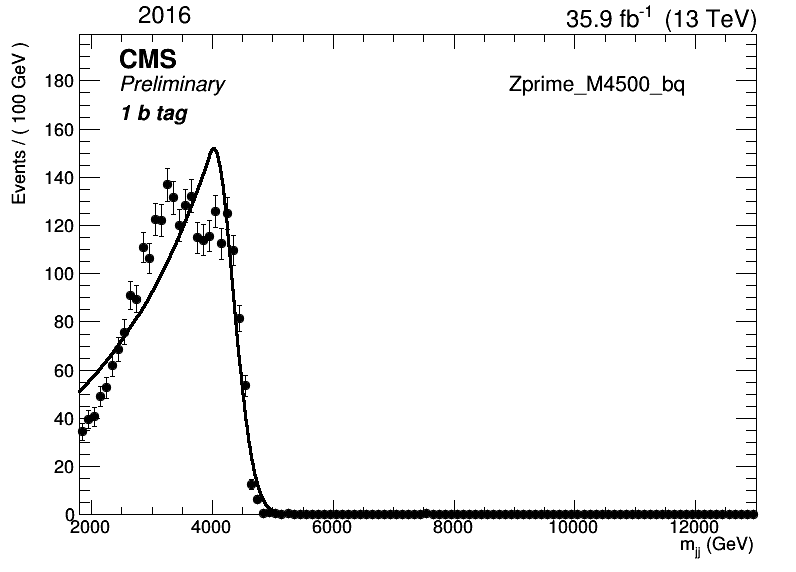 2016
35.9 fb⁻¹ (13 TeV)
CMS
Preliminary
1 b tag
Zprime_M4500_bq
Events / ( 100 GeV )
180
160
140
120
100
80
60
40
20
0
2000 4000 6000 8000 10000 12000
m_jj (GeV)